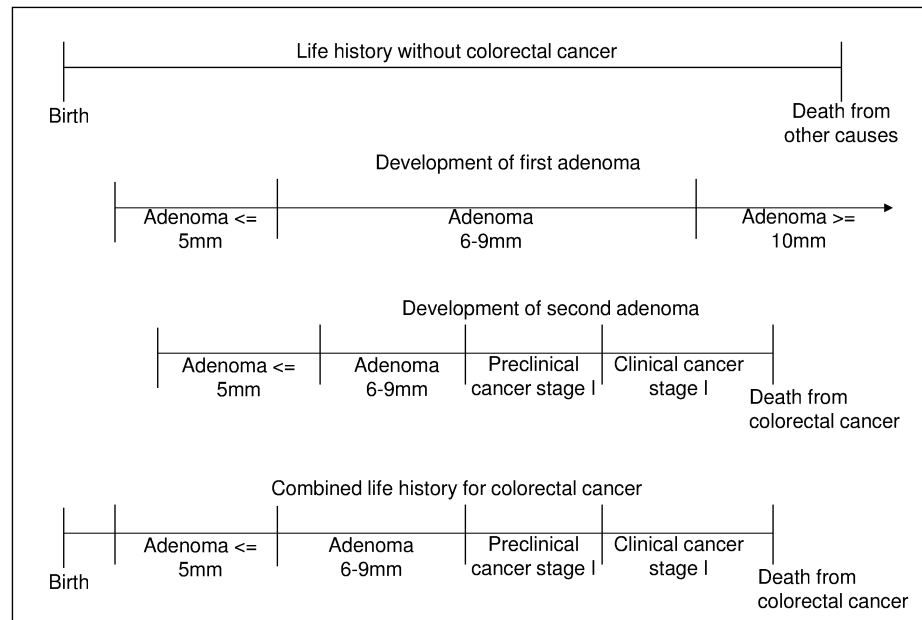 Life history without colorectal cancer
Birth
Death from
other causes
Development of first adenoma
Adenoma <=
5mm
Adenoma
6-9mm
Adenoma >=
10mm
Development of second adenoma
Adenoma <=
5mm
Adenoma
6-9mm
Preclinical
cancer stage I
Clinical cancer
stage I
Death from
colorectal cancer
Combined life history for colorectal cancer
Birth
Adenoma <=
5mm
Adenoma
6-9mm
Preclinical
cancer stage I
Clinical cancer
stage I
Death from
colorectal cancer